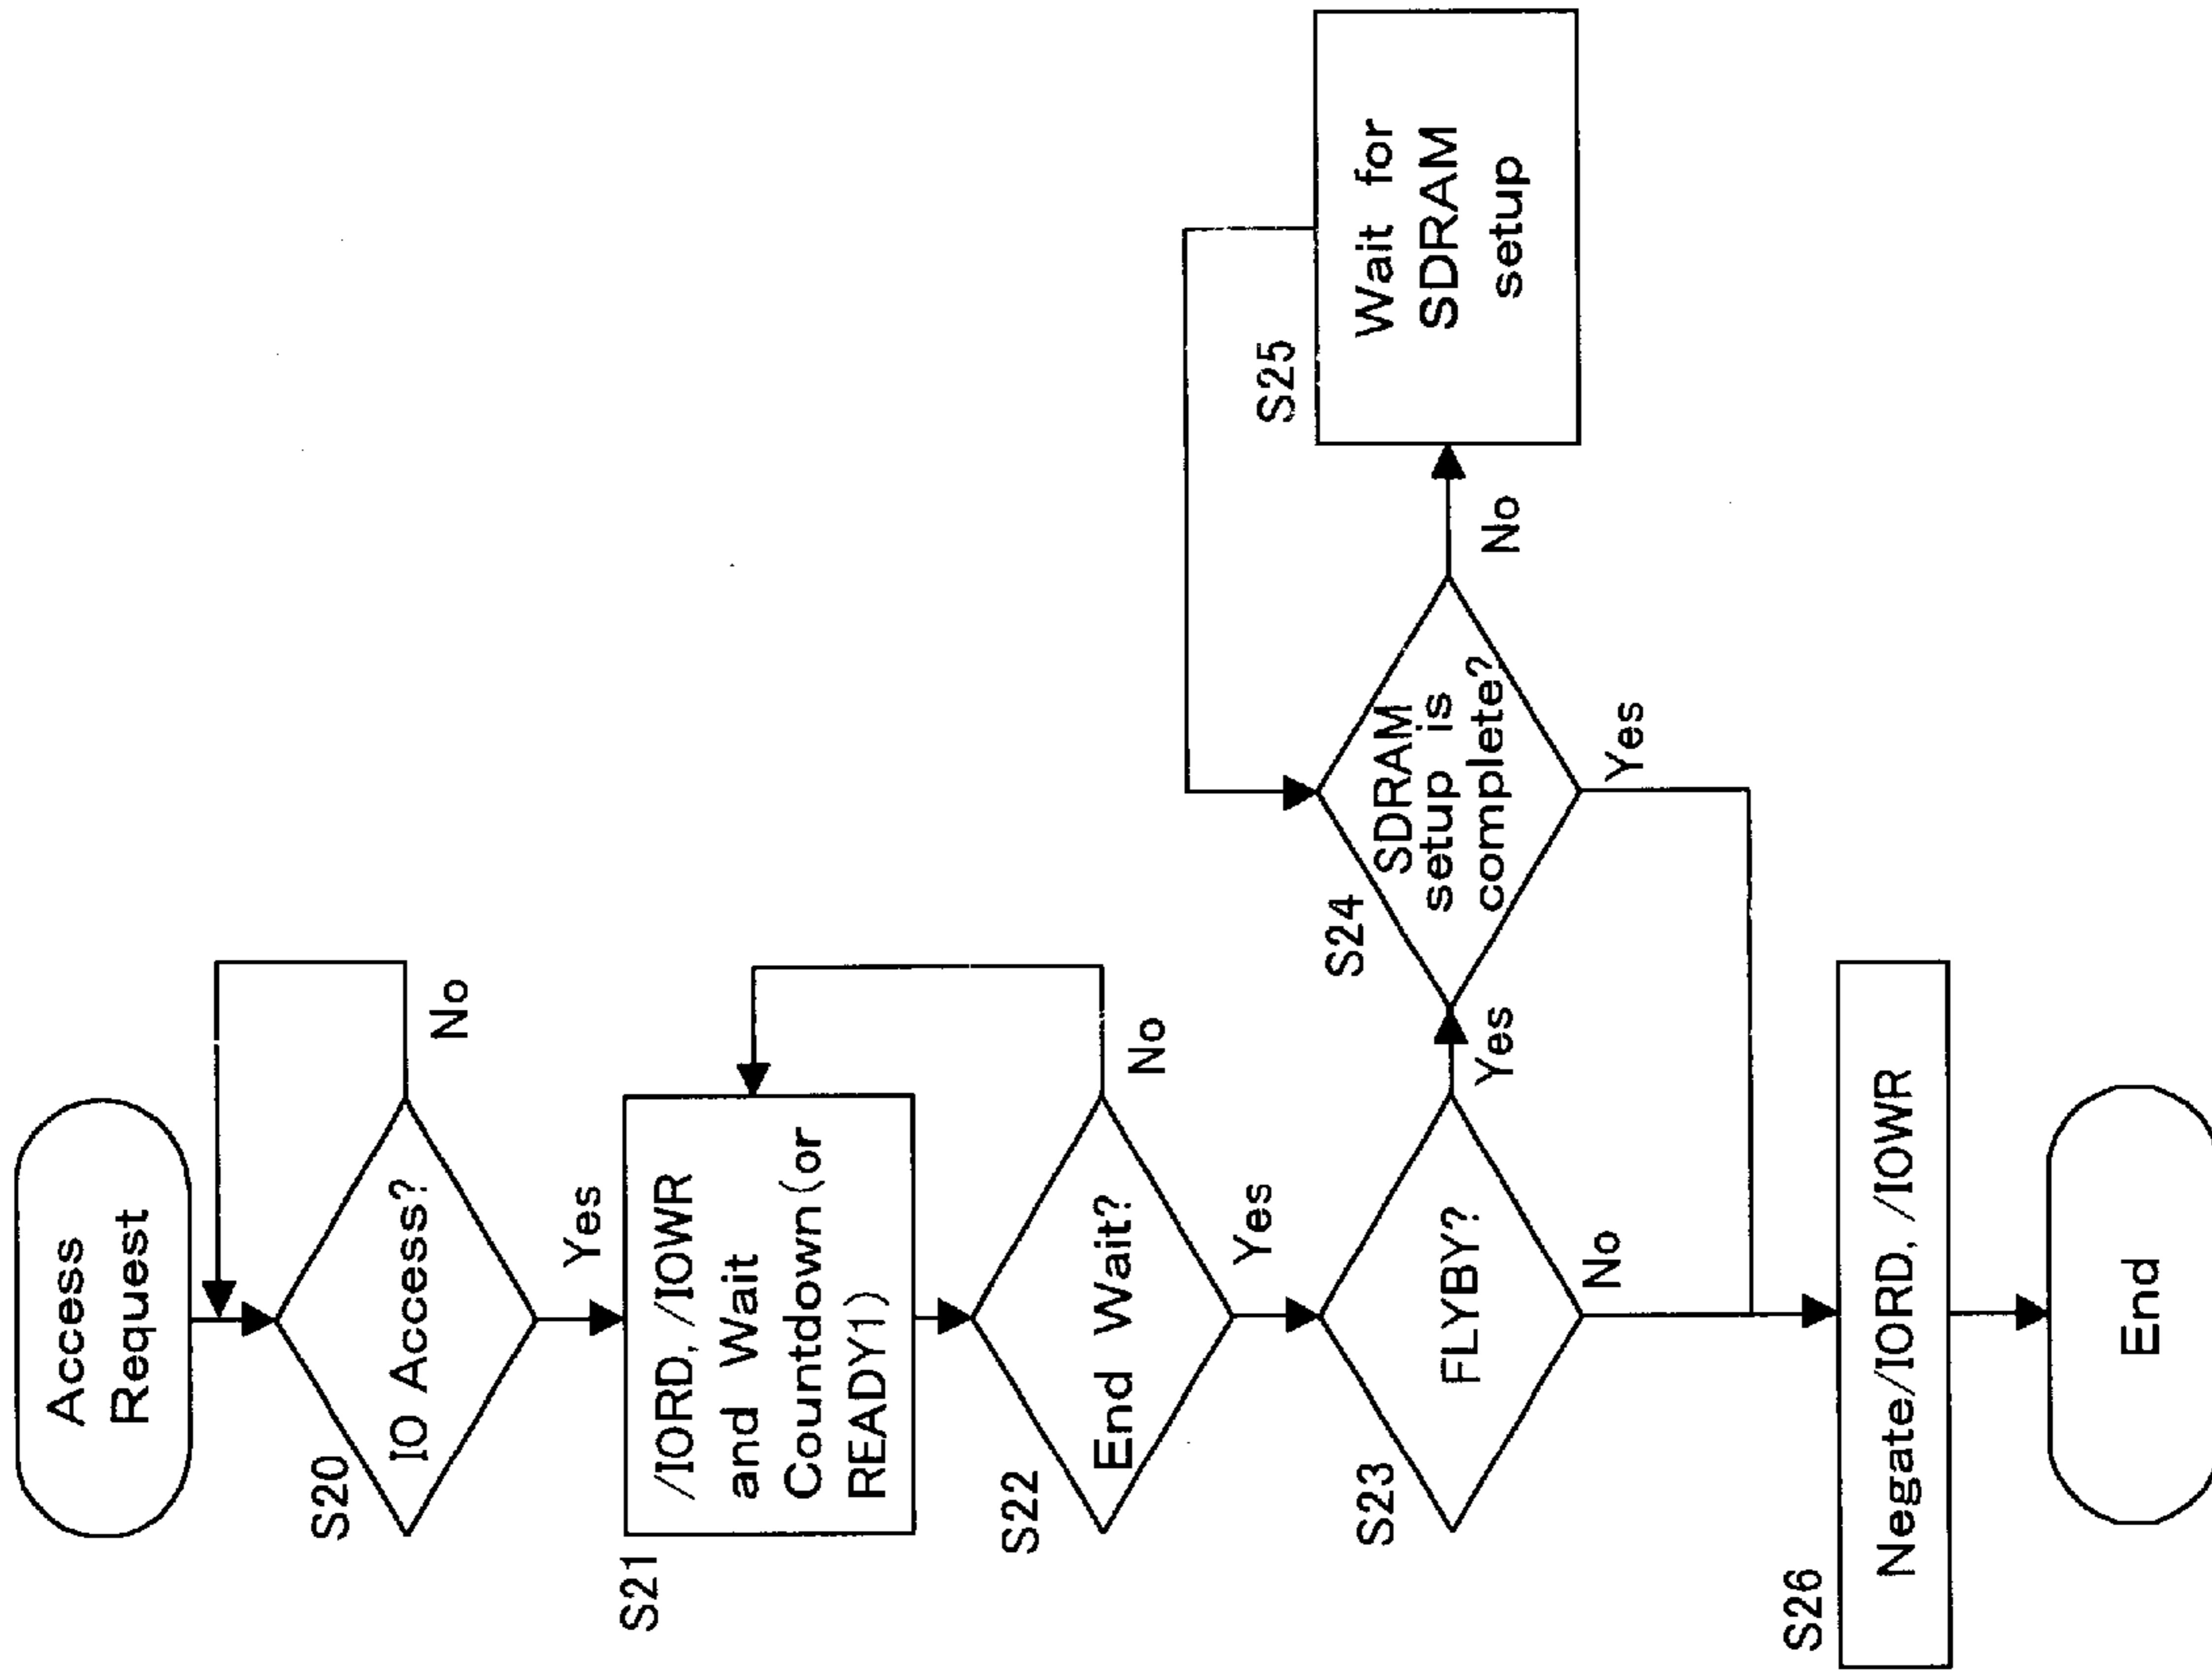 Access
Request
S20
IO Access?
No
Yes
S21
/IORD, /IOWR
and Wait
Countdown(or
READY1)
S22
End Wait?
No
Yes
S23
FLYBY?
Yes
No
S24
SDRAM
setup is
complete?
No
Yes
S25
Wait for
SDRAM
setup
S26
Negate/IORD, /IOWR
End